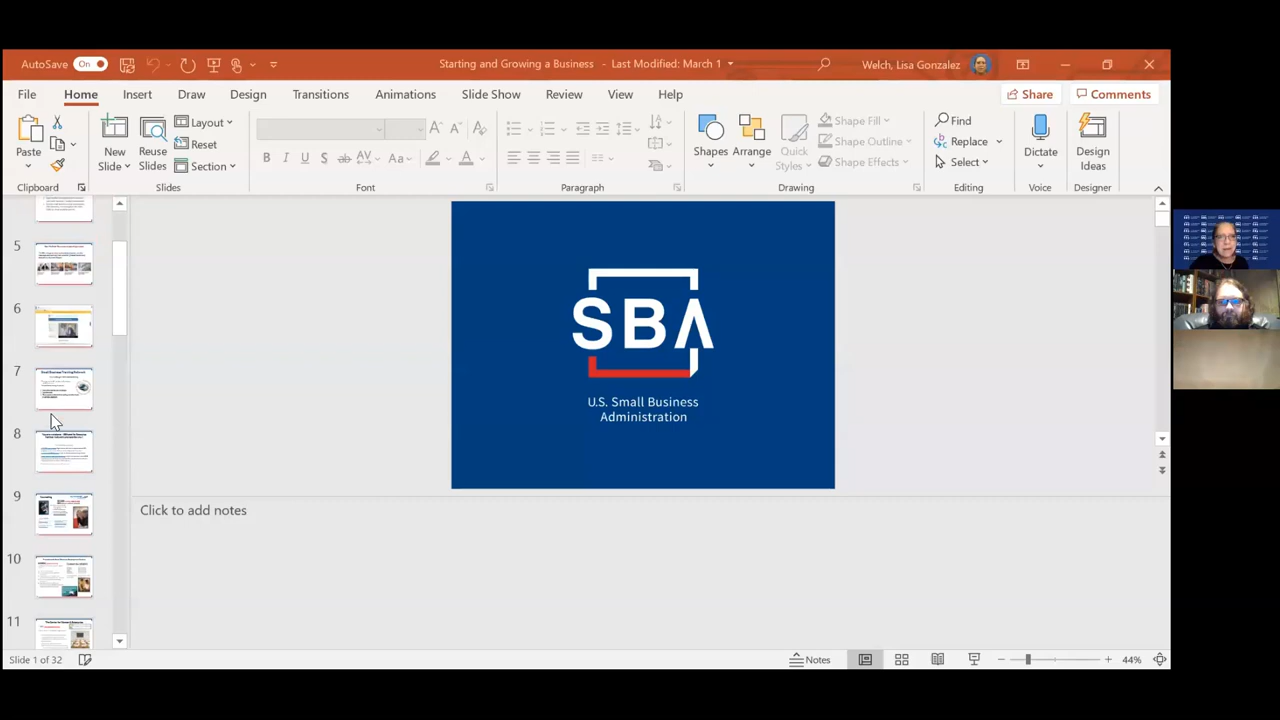 AutoSave On
Starting and Growing a Business - Last Modified: March 1
Welch, Lisa Gonzalez
File Home Insert Draw Design Transitions Animations Slide Show Review View Help
Share Comments
Paste
Clipboard
New Slide
Reuse Slides
Layout
Reset
Section
Slides
B I U S ab AV Aa A
Font
Paragraph
Shapes
Arrange
Quick Styles
Shape Fill
Shape Outline
Shape Effects
Drawing
Find
Replace
Select
Editing
Dictate
Voice
Design Ideas
Designer
5
6
7
8
9
10
11
SBA
U.S. Small Business
Administration
Click to add notes
Slide 1 of 32
Notes
44%